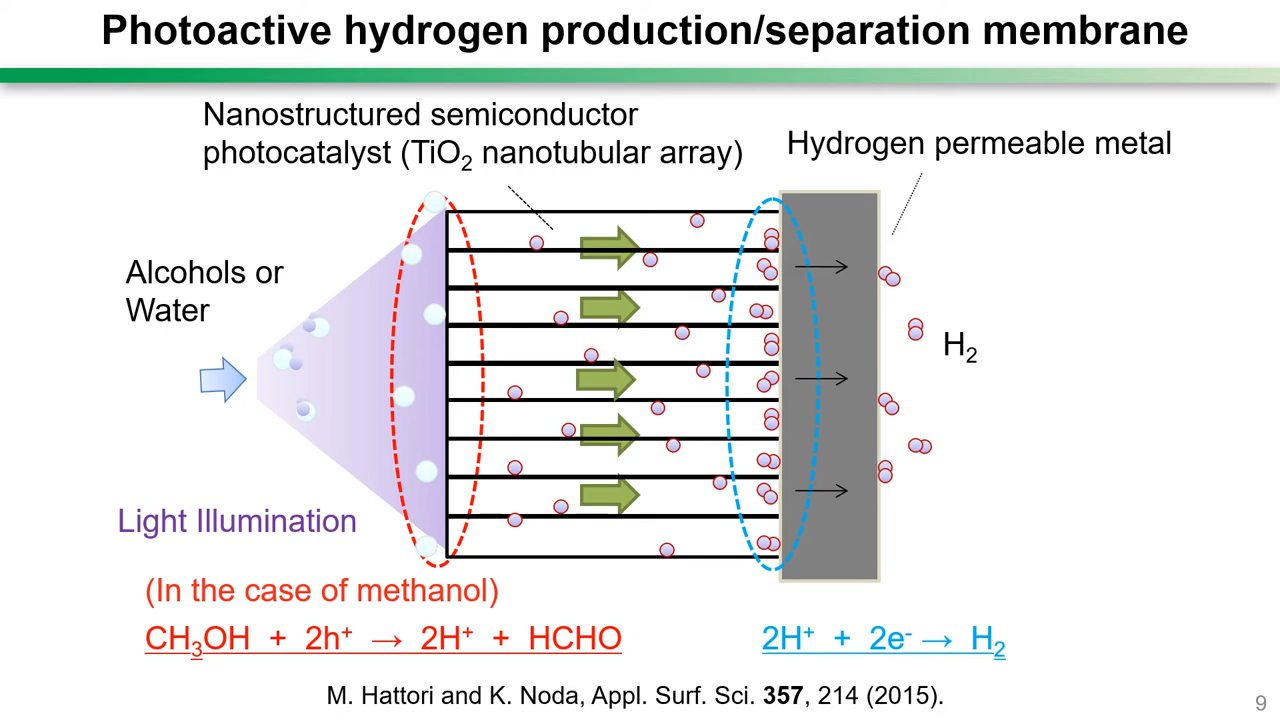 Photoactive hydrogen production/separation membrane
Nanostructured semiconductor
photocatalyst (TiO₂ nanotubular array)
Hydrogen permeable metal
Alcohols or
Water
H₂
Light Illumination
(In the case of methanol)
CH₃OH + 2h⁺ → 2H⁺ + HCHO
2H⁺ + 2e⁻ → H₂
M. Hattori and K. Noda, Appl. Surf. Sci. 357, 214 (2015).
9